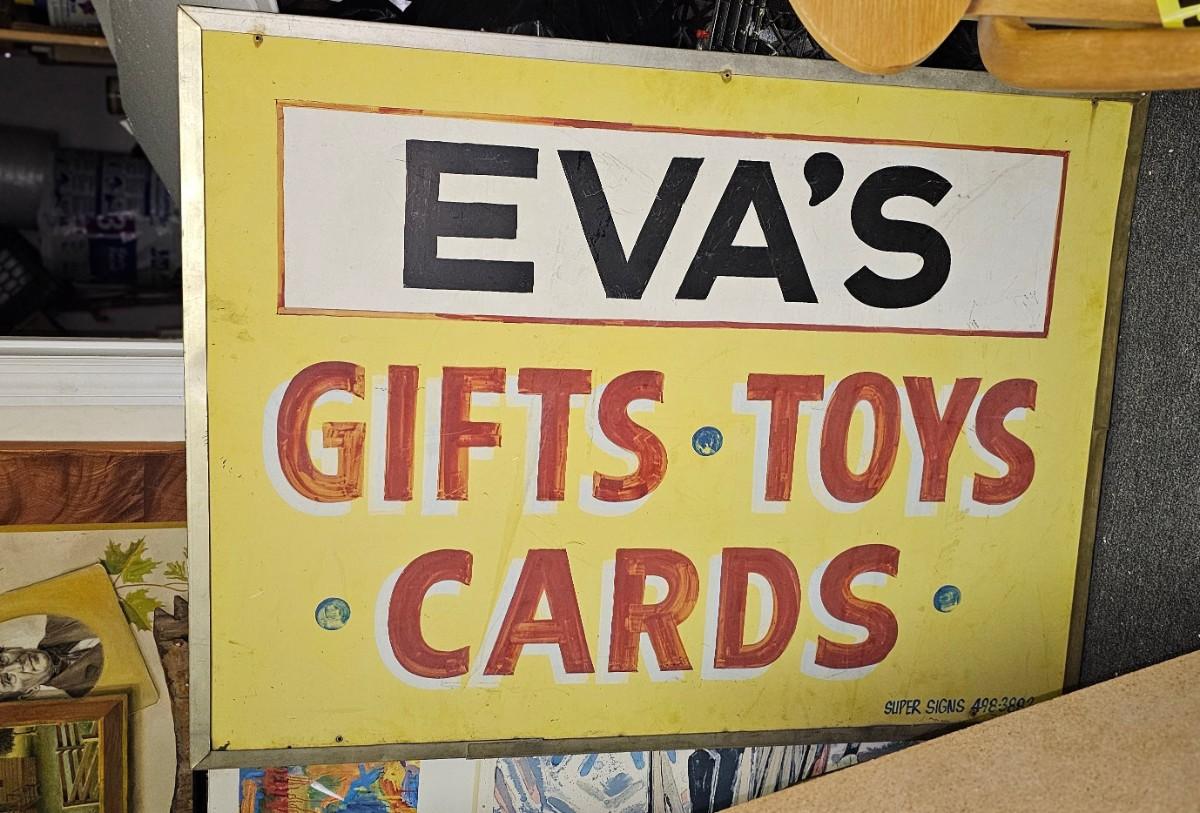 EVA'S
GIFTS • TOYS
• CARDS •
SUPER SIGNS